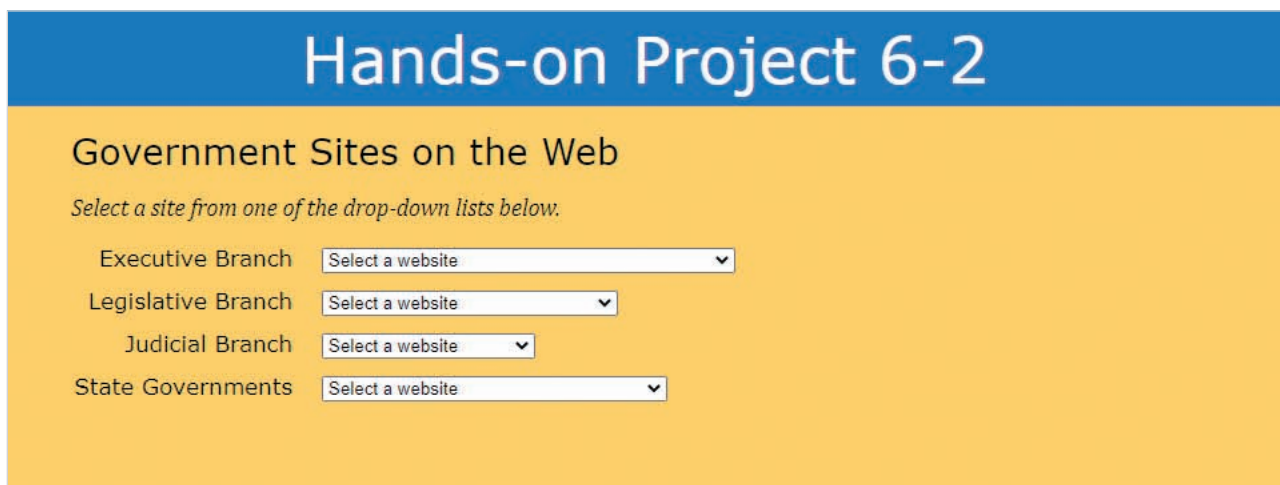 Hands-on Project 6-2
Government Sites on the Web
Select a site from one of the drop-down lists below.
Executive Branch Select a website
Legislative Branch Select a website
Judicial Branch Select a website
State Governments Select a website